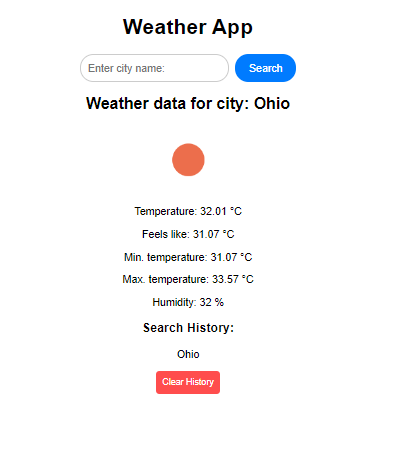 Weather App
Enter city name:
Search
Weather data for city: Ohio
Temperature: 32.01 °C
Feels like: 31.07 °C
Min. temperature: 31.07 °C
Max. temperature: 33.57 °C
Humidity: 32 %
Search History:
Ohio
Clear History